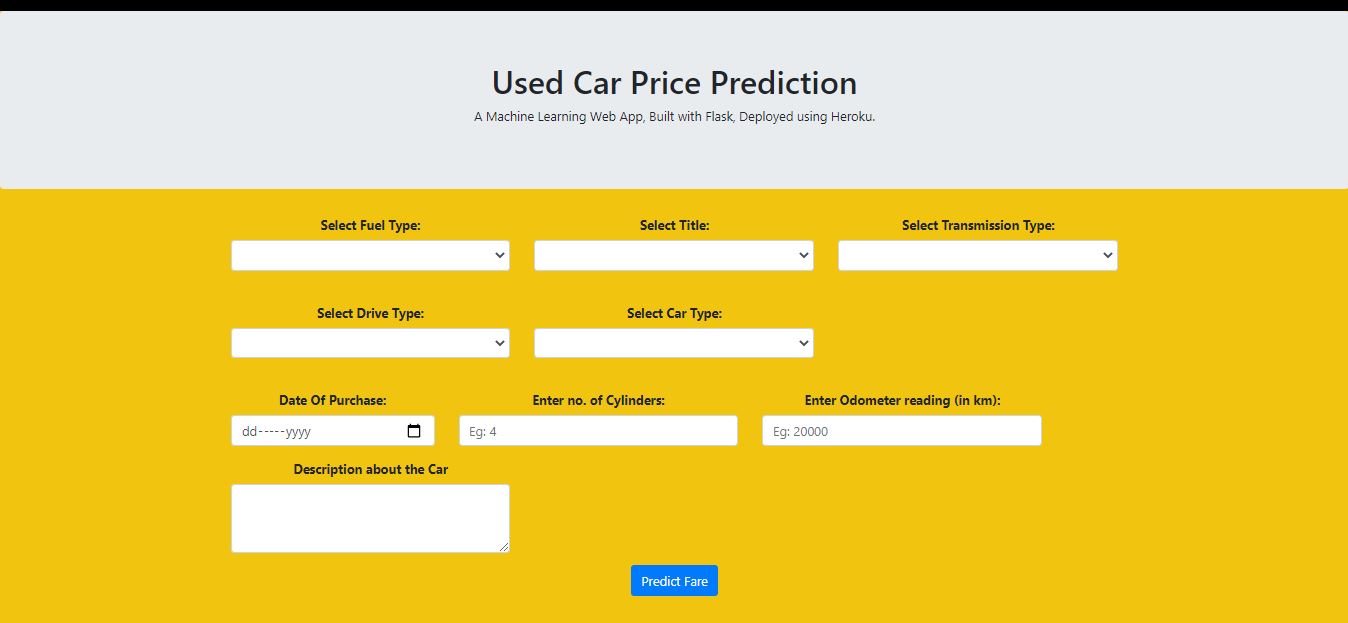 Used Car Price Prediction
A Machine Learning Web App, Built with Flask, Deployed using Heroku.
Select Fuel Type:
Select Title:
Select Transmission Type:
Select Drive Type:
Select Car Type:
Date Of Purchase:
Enter no. of Cylinders:
Enter Odometer reading (in km):
dd-----yyyy
Eg: 4
Eg: 20000
Description about the Car
Predict Fare